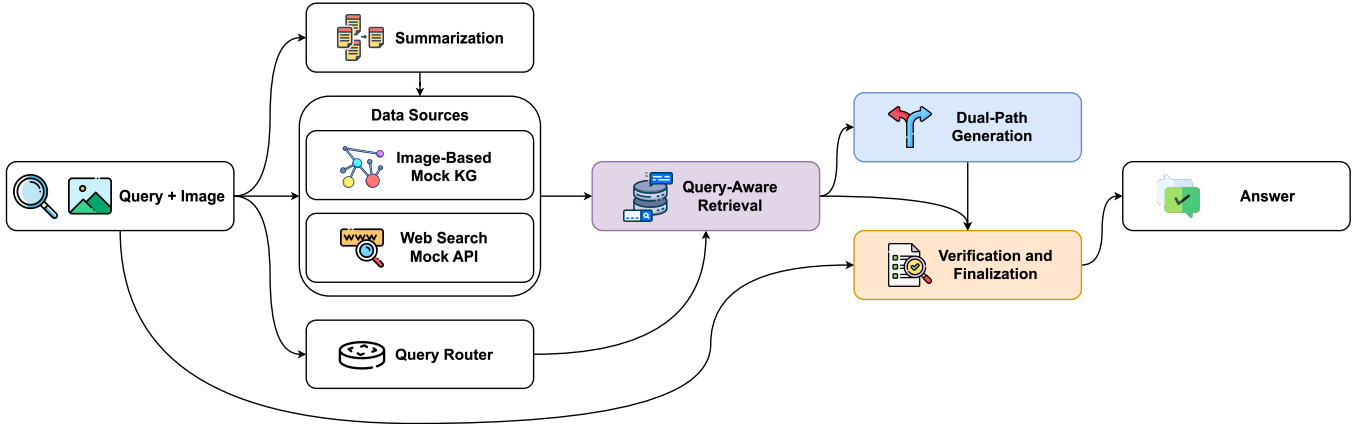 Summarization
Data Sources
Image-Based
Mock KG
Query + Image
Web Search
Mock API
WWW
Query Router
Query-Aware
Retrieval
Dual-Path
Generation
Verification and
Finalization
Answer